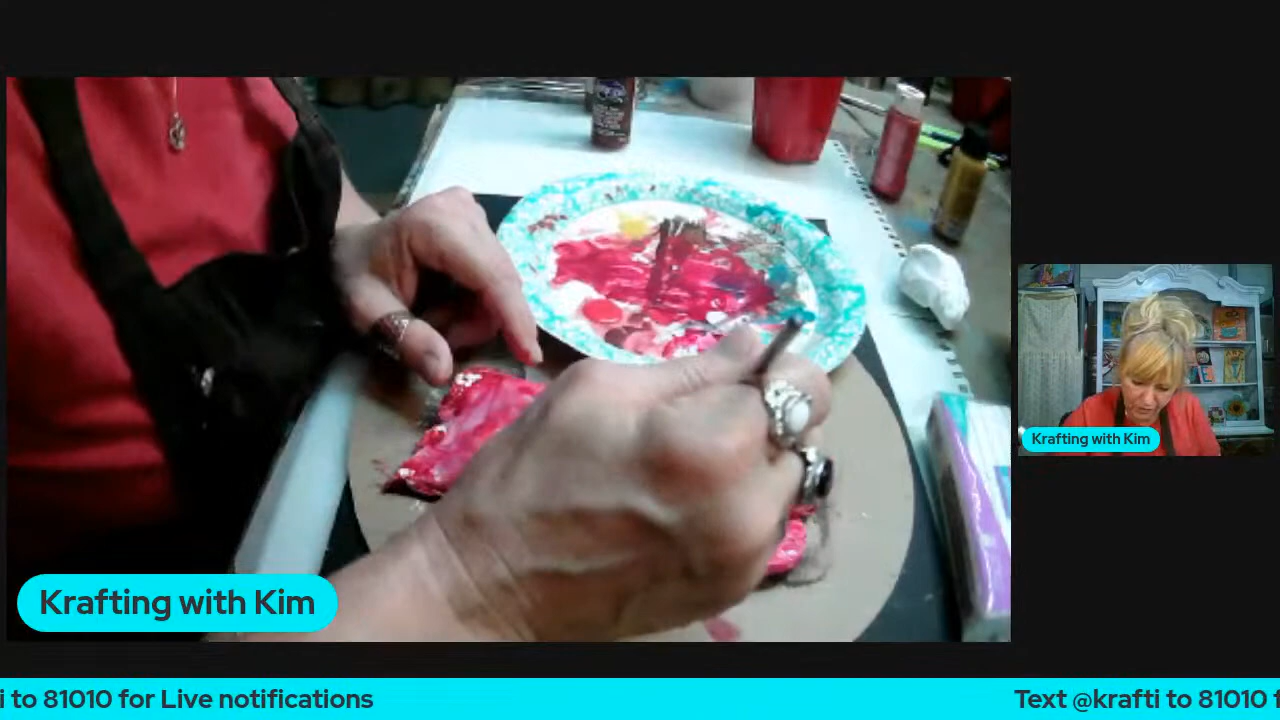 Krafting with Kim
Krafting with Kim
i to 81010 for Live notifications
Text @krafti to 81010 f